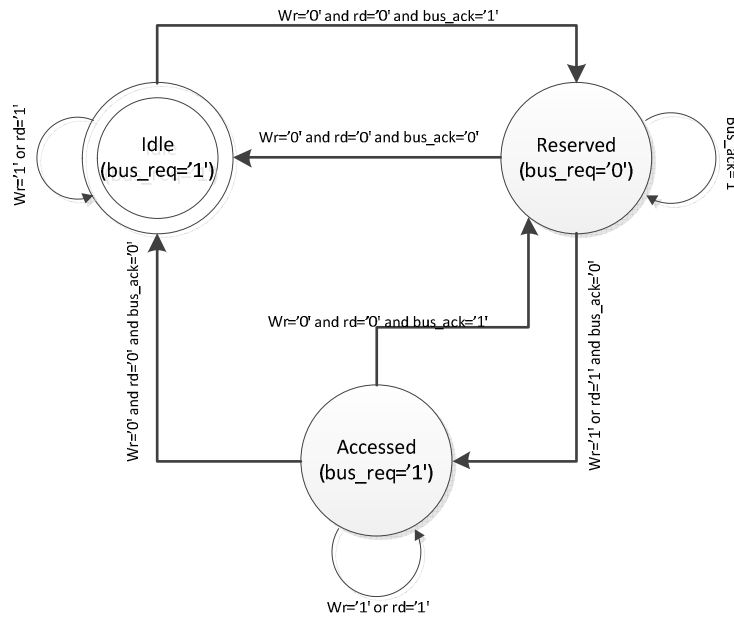 Wr='0' and rd='0' and bus_ack='1'
Wr='1' or rd='1'
Idle
(bus_req='1')
Wr='0' and rd='0' and bus_ack='0'
Reserved
(bus_req='0')
bus_ack='1
Wr='0' and rd='0' and bus_ack='0'
Wr='0' and rd='0' and bus_ack='1'
Wr='1' or rd='1' and bus_ack='0'
Accessed
(bus_req='1')
Wr='1' or rd='1'